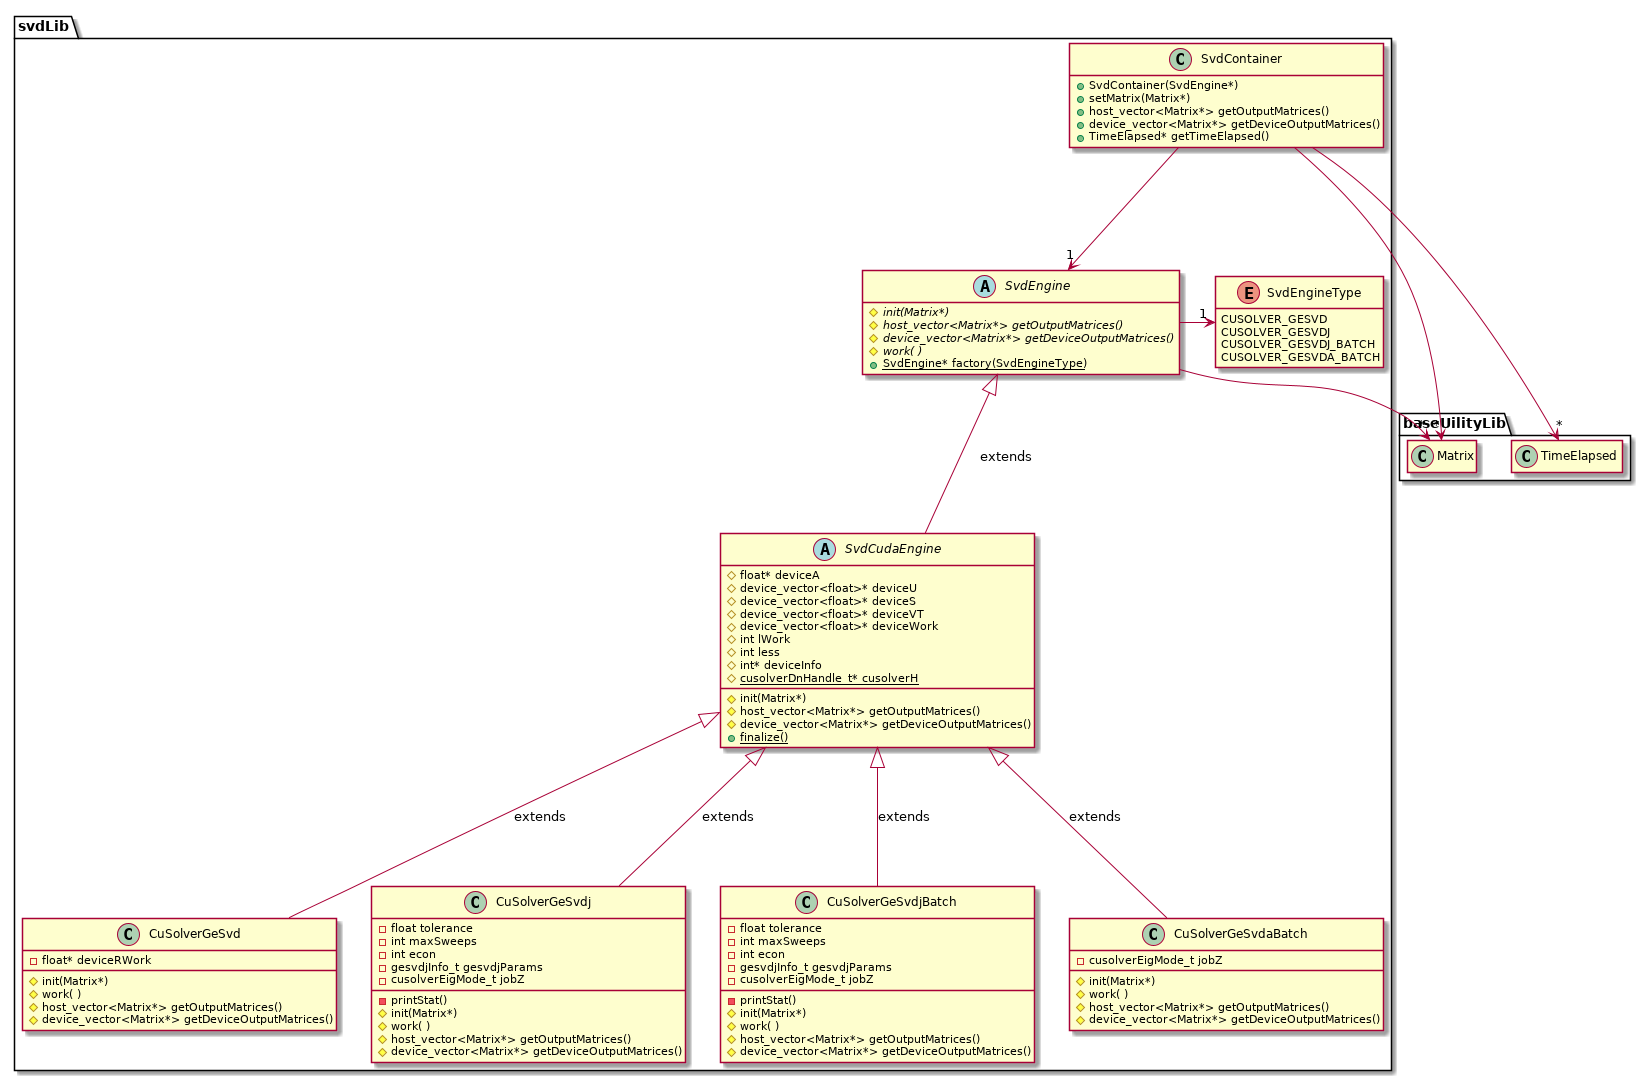 svdLib
C SvdContainer
SvdContainer(SvdEngine*)
setMatrix(Matrix*)
host_vector<Matrix*> getOutputMatrices()
device_vector<Matrix*> getDeviceOutputMatrices()
TimeElapsed* getTimeElapsed()
1
A SvdEngine
init(Matrix*)
host_vector<Matrix*> getOutputMatrices()
device_vector<Matrix*> getDeviceOutputMatrices()
work( )
SvdEngine* factory(SvdEngineType)
1
E SvdEngineType
CUSOLVER_GESVD
CUSOLVER_GESVDJ
CUSOLVER_GESVDJ_BATCH
CUSOLVER_GESVDA_BATCH
baseUilityLib
*
C Matrix
C TimeElapsed
extends
A SvdCudaEngine
float* deviceA
device_vector<float>* deviceU
device_vector<float>* deviceS
device_vector<float>* deviceVT
device_vector<float>* deviceWork
int lWork
int less
int* deviceInfo
cusolverDnHandle_t* cusolverH
init(Matrix*)
host_vector<Matrix*> getOutputMatrices()
device_vector<Matrix*> getDeviceOutputMatrices()
finalize()
extends
extends
extends
extends
C CuSolverGeSvd
float* deviceRWork
init(Matrix*)
work( )
host_vector<Matrix*> getOutputMatrices()
device_vector<Matrix*> getDeviceOutputMatrices()
C CuSolverGeSvdj
float tolerance
int maxSweeps
int econ
gesvdjInfo_t gesvdjParams
cusolverEigMode_t jobZ
printStat()
init(Matrix*)
work( )
host_vector<Matrix*> getOutputMatrices()
device_vector<Matrix*> getDeviceOutputMatrices()
C CuSolverGeSvdjBatch
float tolerance
int maxSweeps
int econ
gesvdjInfo_t gesvdjParams
cusolverEigMode_t jobZ
printStat()
init(Matrix*)
work( )
host_vector<Matrix*> getOutputMatrices()
device_vector<Matrix*> getDeviceOutputMatrices()
C CuSolverGeSvdaBatch
cusolverEigMode_t jobZ
init(Matrix*)
work( )
host_vector<Matrix*> getOutputMatrices()
device_vector<Matrix*> getDeviceOutputMatrices()